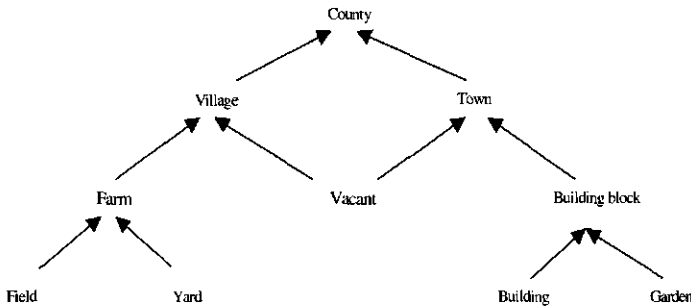 County
Village
Town
Farm
Vacant
Building block
Field
Yard
Building
Garden